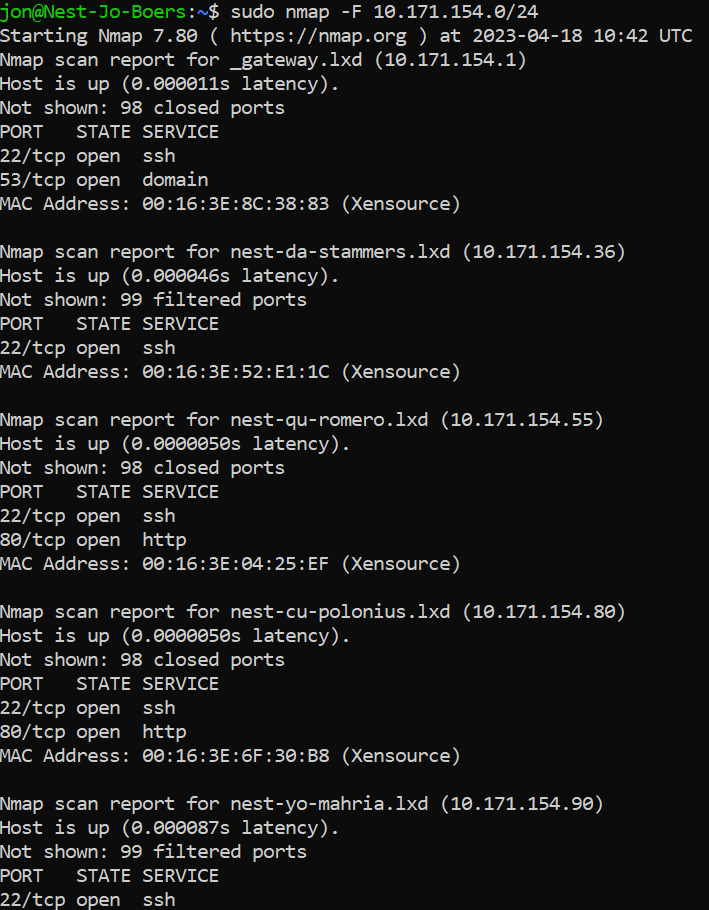 jon@Nest-Jo-Boers:~$ sudo nmap -F 10.171.154.0/24
Starting Nmap 7.80 ( https://nmap.org ) at 2023-04-18 10:42 UTC
Nmap scan report for _gateway.lxd (10.171.154.1)
Host is up (0.000011s latency).
Not shown: 98 closed ports
PORT   STATE SERVICE
22/tcp open  ssh
53/tcp open  domain
MAC Address: 00:16:3E:8C:38:83 (Xensource)

Nmap scan report for nest-da-stammers.lxd (10.171.154.36)
Host is up (0.000046s latency).
Not shown: 99 filtered ports
PORT   STATE SERVICE
22/tcp open  ssh
MAC Address: 00:16:3E:52:E1:1C (Xensource)

Nmap scan report for nest-qu-romero.lxd (10.171.154.55)
Host is up (0.0000050s latency).
Not shown: 98 closed ports
PORT   STATE SERVICE
22/tcp open  ssh
80/tcp open  http
MAC Address: 00:16:3E:04:25:EF (Xensource)

Nmap scan report for nest-cu-polonius.lxd (10.171.154.80)
Host is up (0.0000050s latency).
Not shown: 98 closed ports
PORT   STATE SERVICE
22/tcp open  ssh
80/tcp open  http
MAC Address: 00:16:3E:6F:30:B8 (Xensource)

Nmap scan report for nest-yo-mahria.lxd (10.171.154.90)
Host is up (0.000087s latency).
Not shown: 99 filtered ports
PORT   STATE SERVICE
22/tcp open  ssh